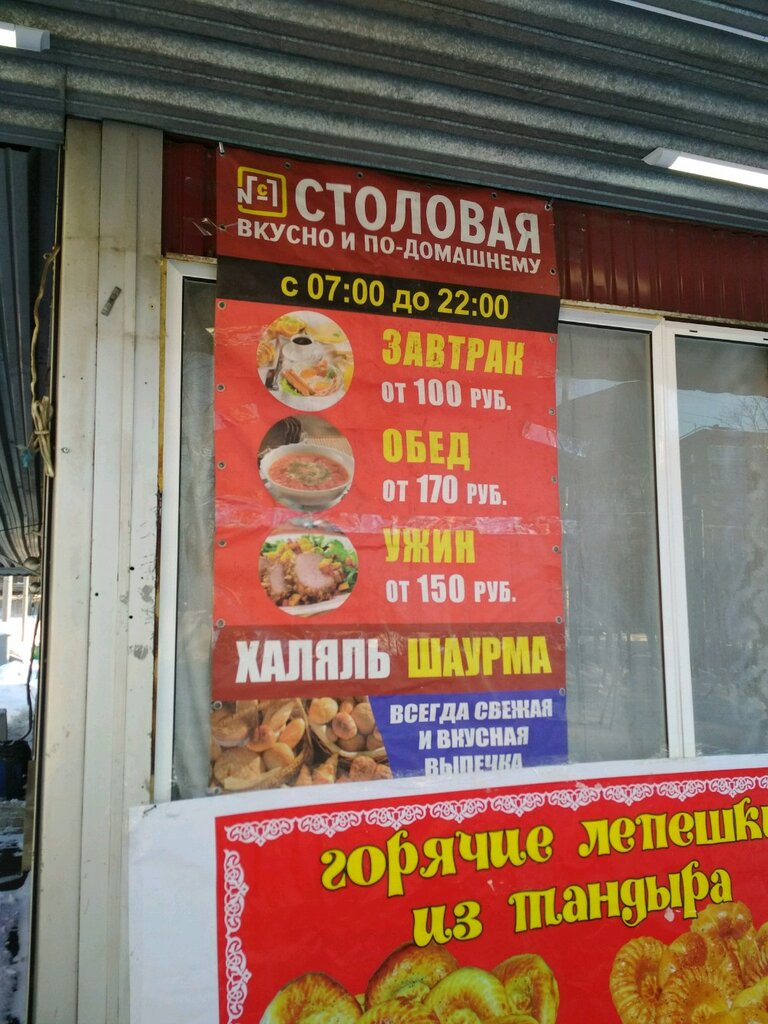 СТОЛОВАЯ
ВКУСНО И ПО-ДОМАШНЕМУ
с 07:00 до 22:00
ЗАВТРАК
ОТ 100 РУБ.
ОБЕД
ОТ 170 РУБ.
УЖИН
ОТ 150 РУБ.
ХАЛЯЛЬ ШАУРМА
ВСЕГДА СВЕЖАЯ
И ВКУСНАЯ
ВЫПЕЧКА
горячие лепешки
из тандыра